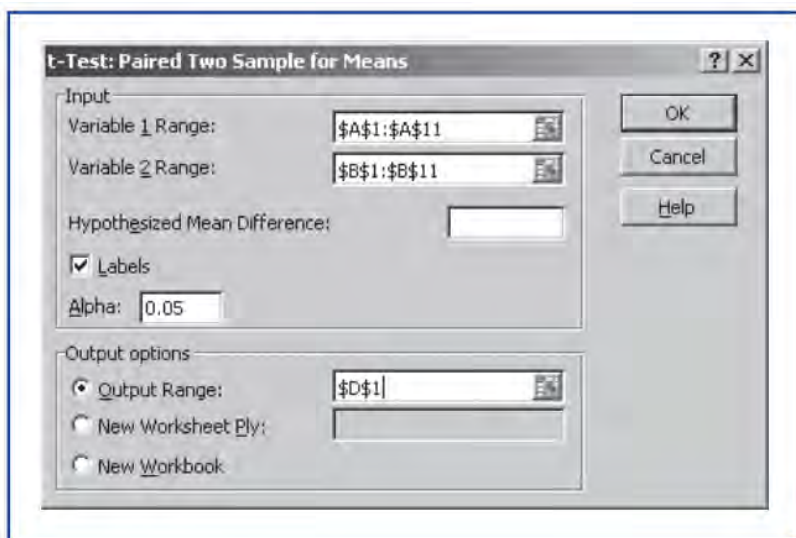 t-Test: Paired Two Sample for Means
Input
Variable 1 Range: $A$1:$A$11
Variable 2 Range: $B$1:$B$11
Hypothesized Mean Difference:
Labels
Alpha: 0.05
OK
Cancel
Help
Output options
Output Range: $D$1
New Worksheet Ply:
New Workbook